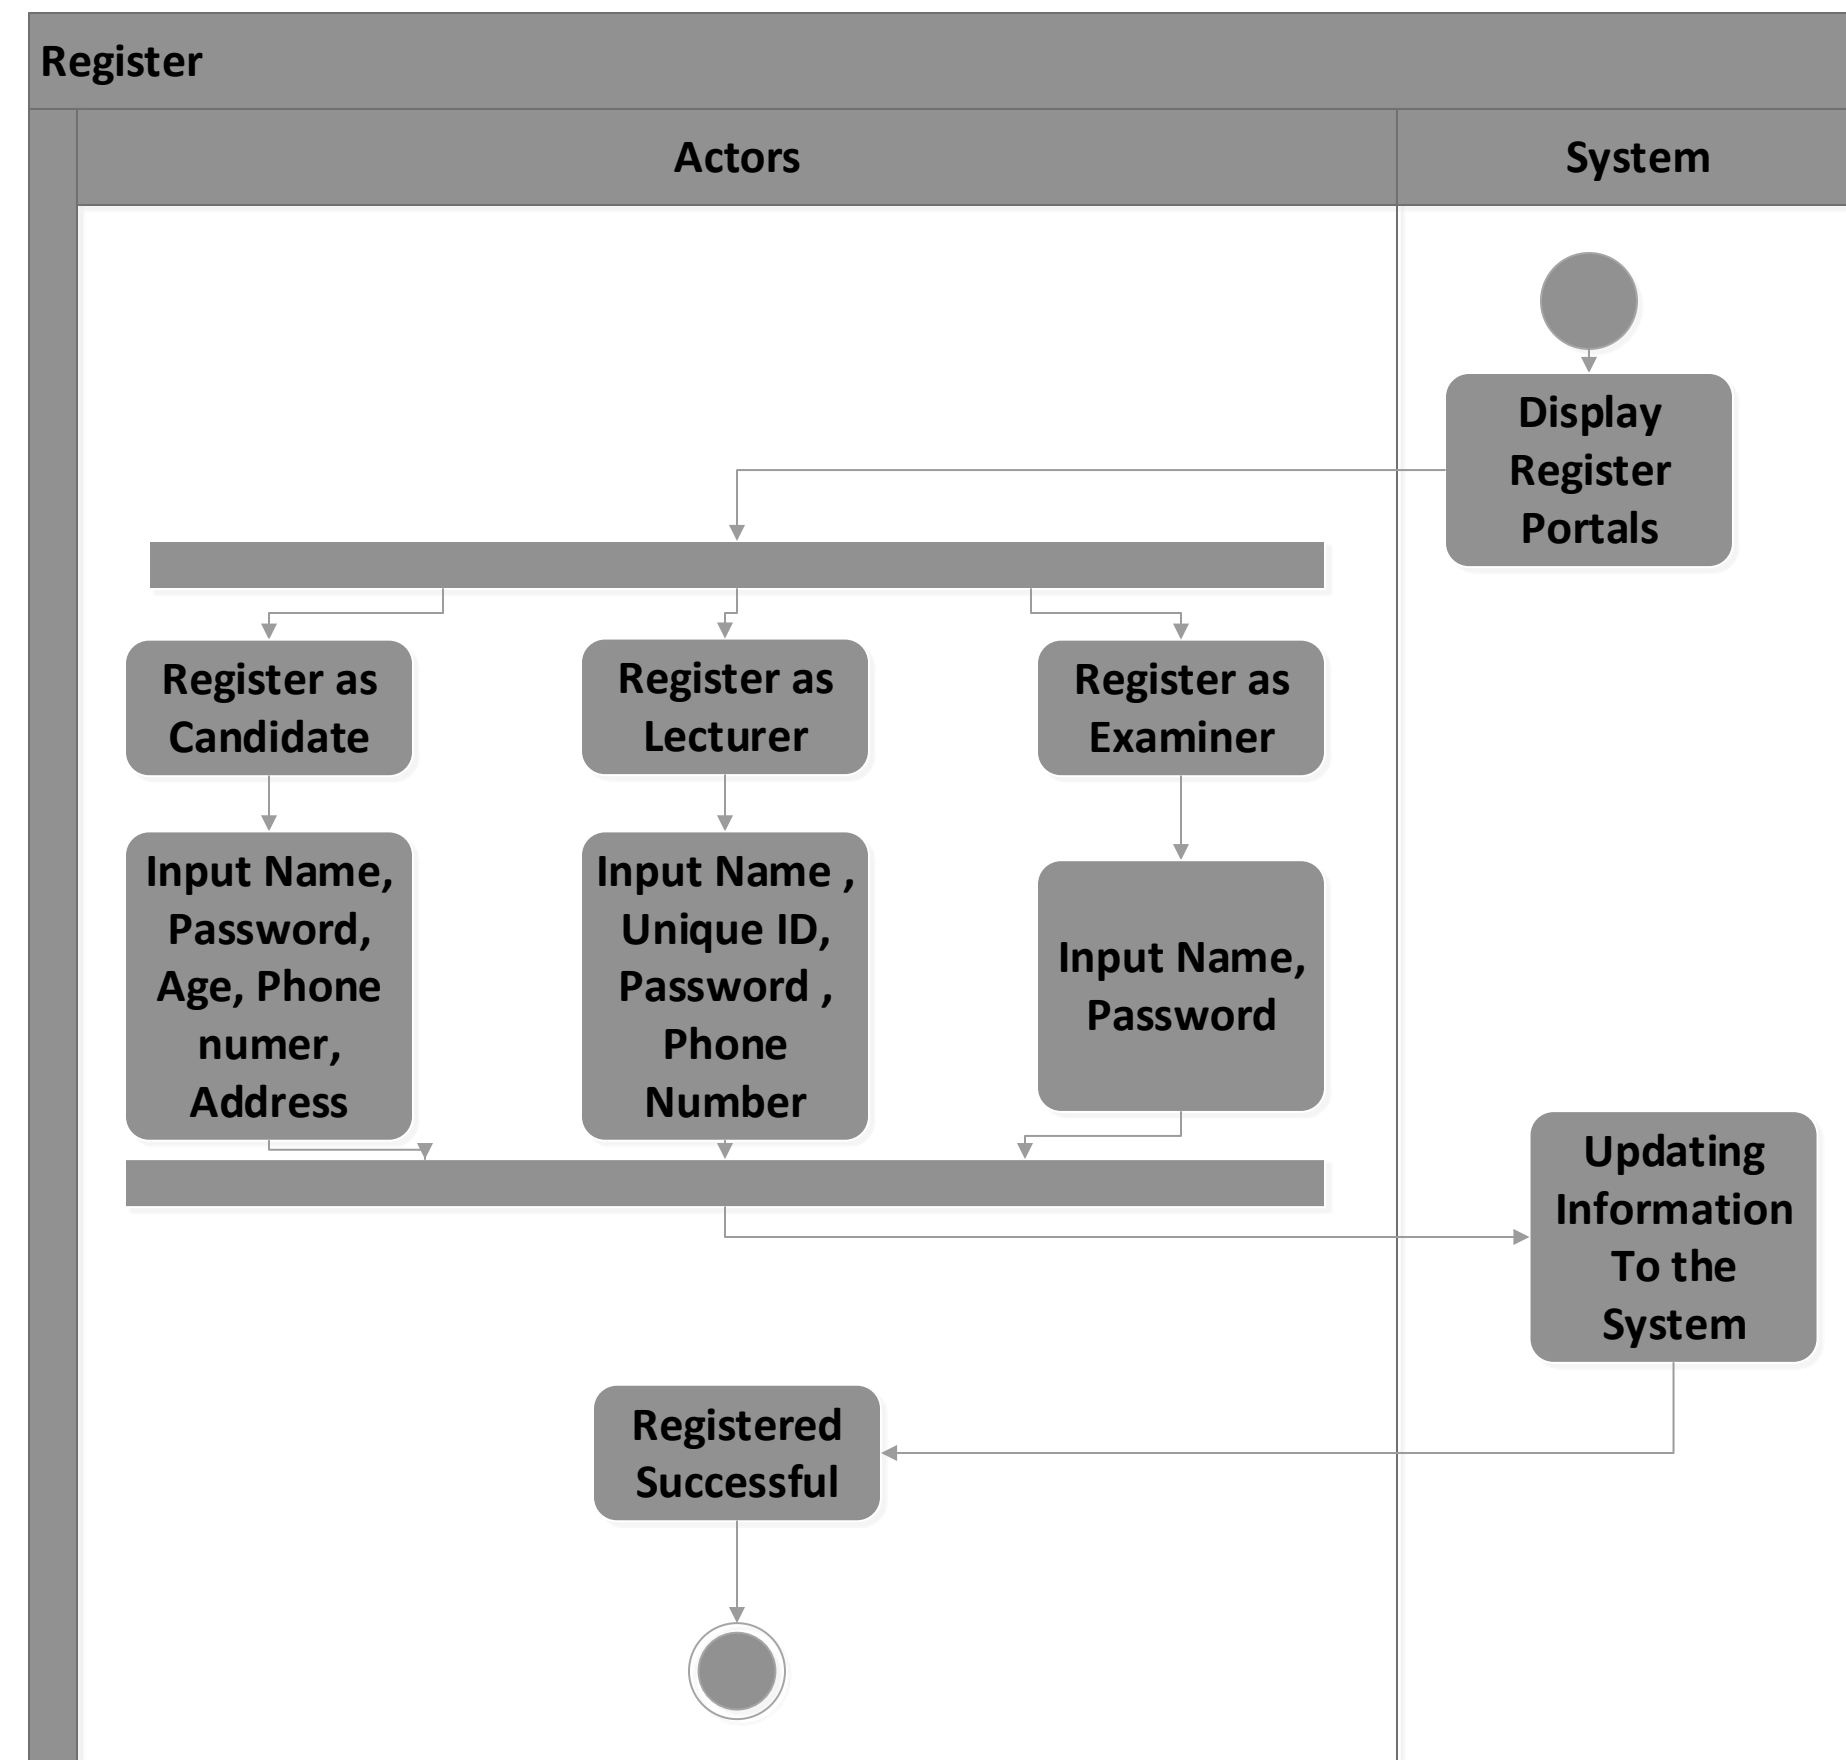 Register
Actors
System
Display
Register
Portals
Register as
Candidate
Register as
Lecturer
Register as
Examiner
Input Name,
Password,
Age, Phone
numer,
Address
Input Name ,
Unique ID,
Password ,
Phone
Number
Input Name,
Password
Updating
Information
To the
System
Registered
Successful